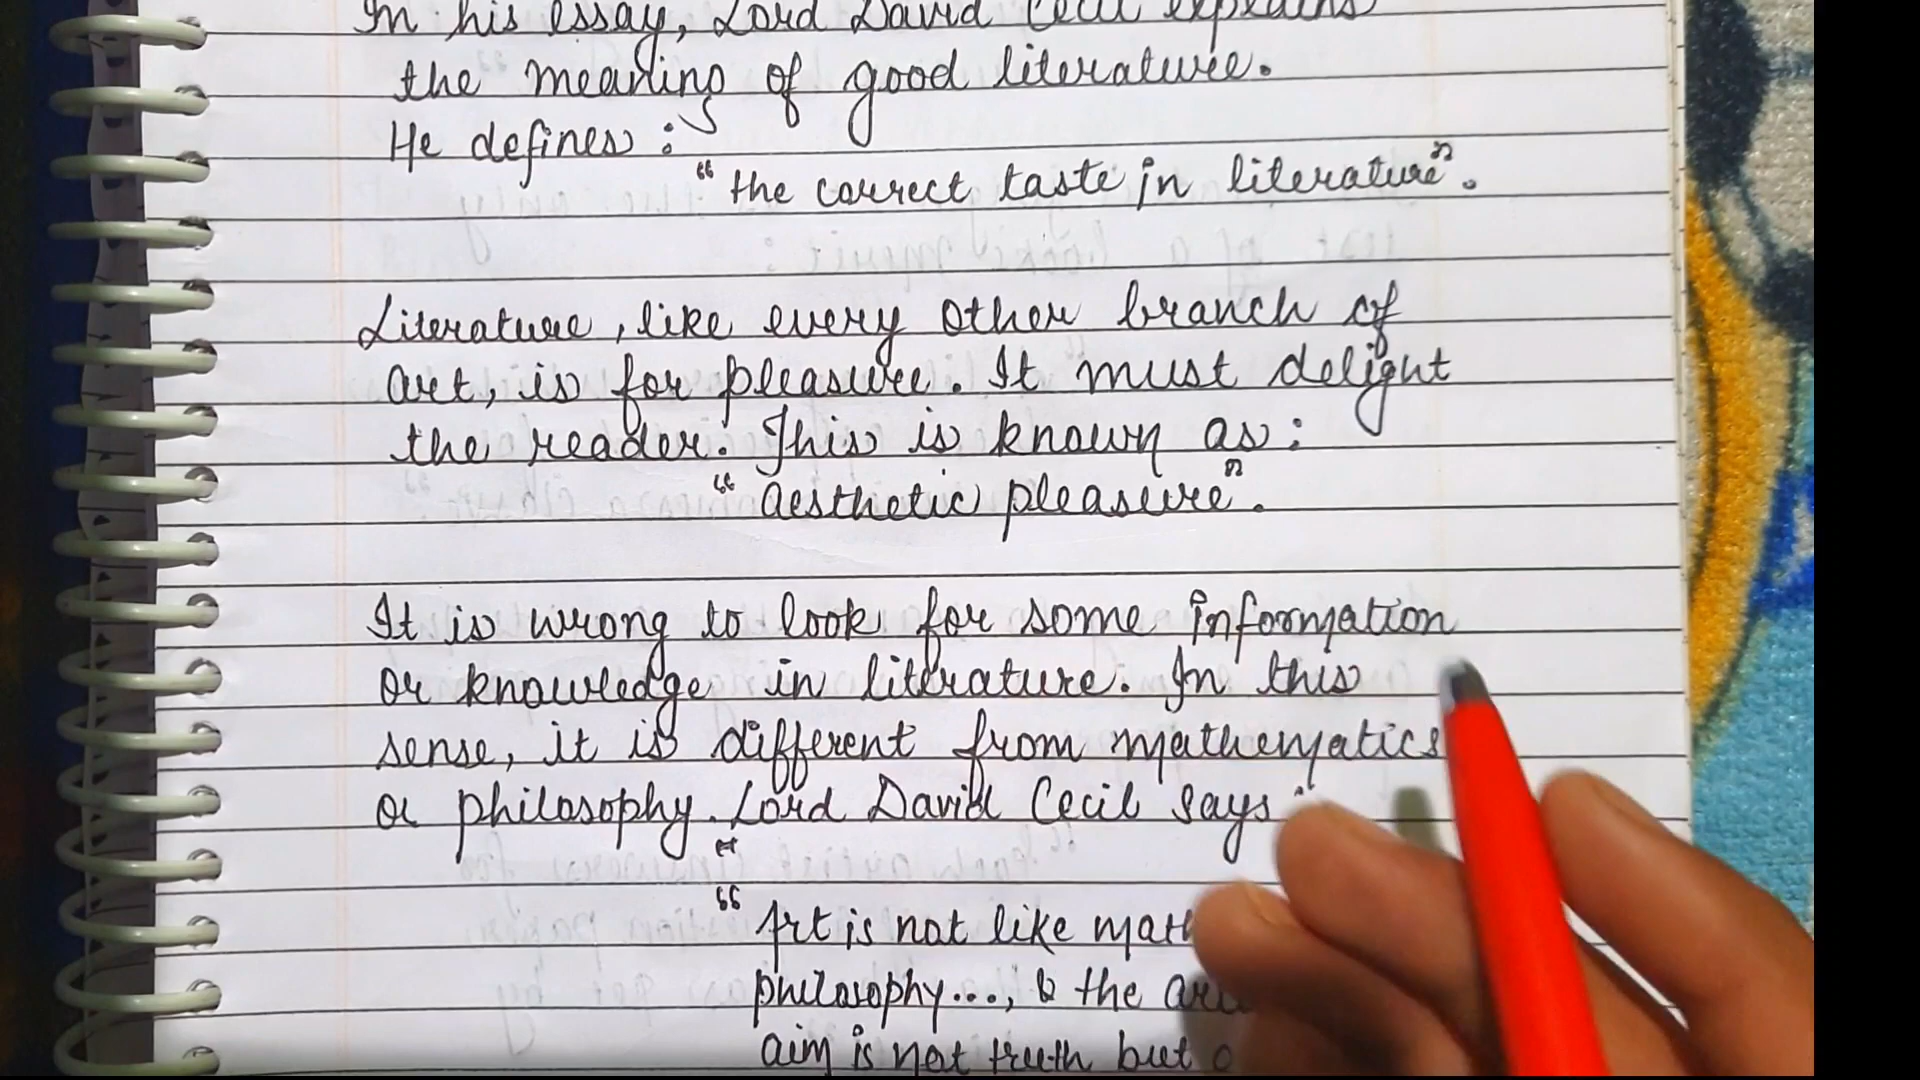 In his essay, Lord David Cecil explains
the meaning of good literature.
He defines :
"the correct taste in literature".
Literature, like every other branch of
art, is for pleasure. It must delight
the reader. This is known as :
"aesthetic pleasure".
It is wrong to look for some information
or knowledge in literature. In this
sense, it is different from mathematics
or philosophy. Lord David Cecil says :
"Art is not like
philosophy..., & the
aim is not truth but